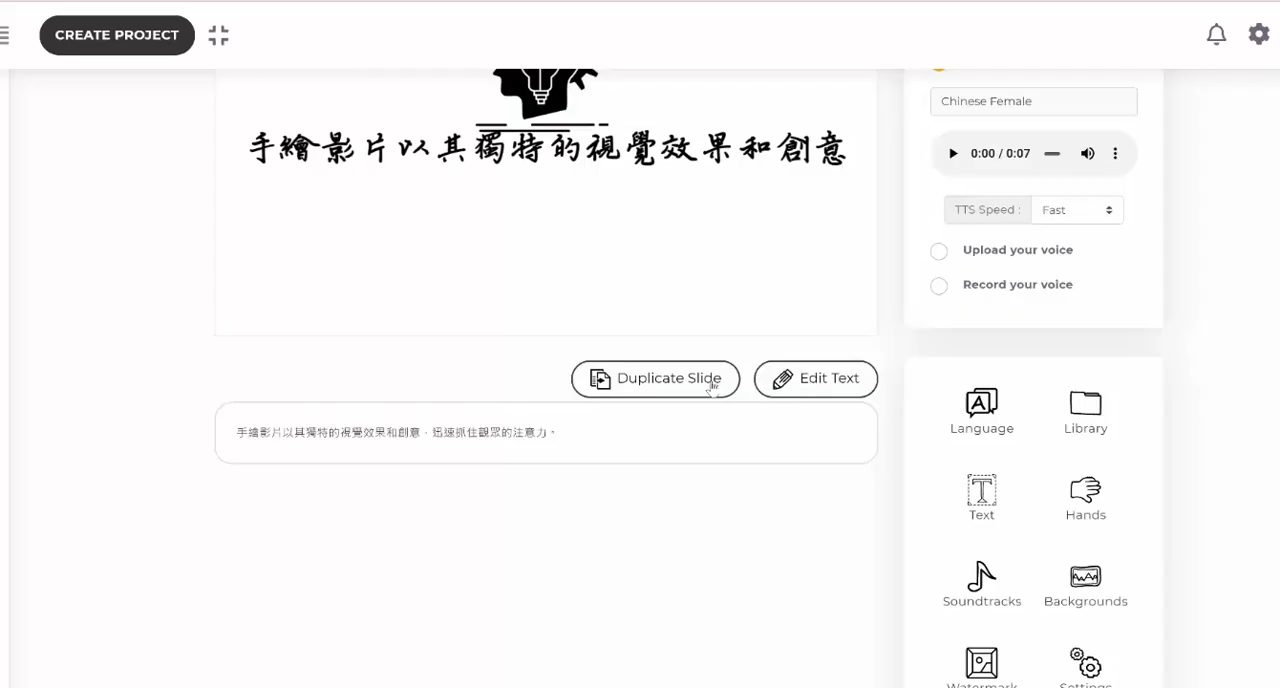 CREATE PROJECT
手繪影片以其獨特的視覺效果和創意
Chinese Female
0:00 / 0:07
TTS Speed :
Fast
Upload your voice
Record your voice
Duplicate Slide
Edit Text
手繪影片以其獨特的視覺效果和創意，迅速抓住觀眾的注意力。
Language
Library
Text
Hands
Soundtracks
Backgrounds
Watermark
Settings